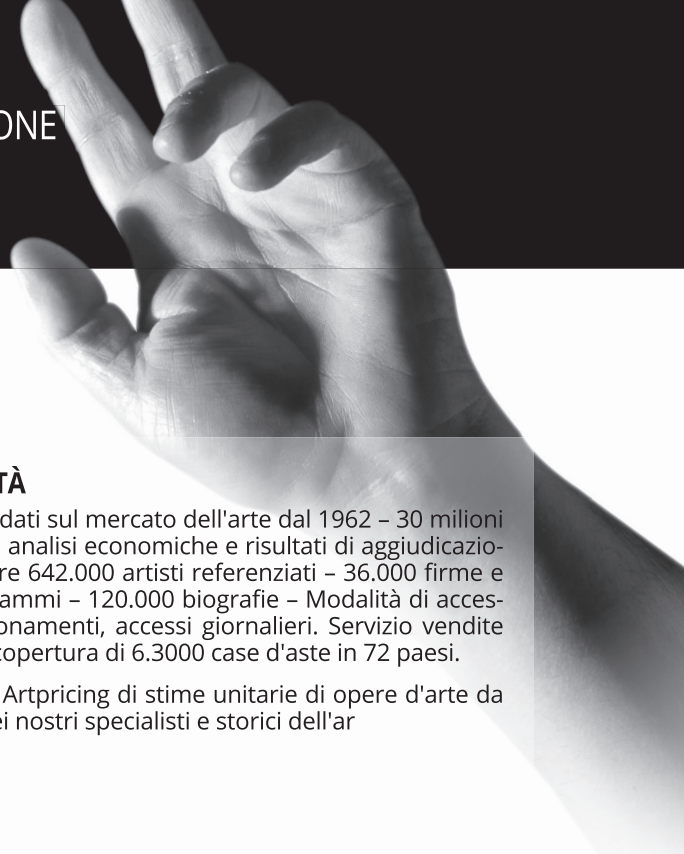 ONE
TÀ
dati sul mercato dell'arte dal 1962 – 30 milioni
analisi economiche e risultati di aggiudicazio-
re 642.000 artisti referenziati – 36.000 firme e
ammi – 120.000 biografie – Modalità di acces-
onamenti, accessi giornalieri. Servizio vendite
copertura di 6.3000 case d'aste in 72 paesi.
Artpricing di stime unitarie di opere d'arte da
ei nostri specialisti e storici dell'ar